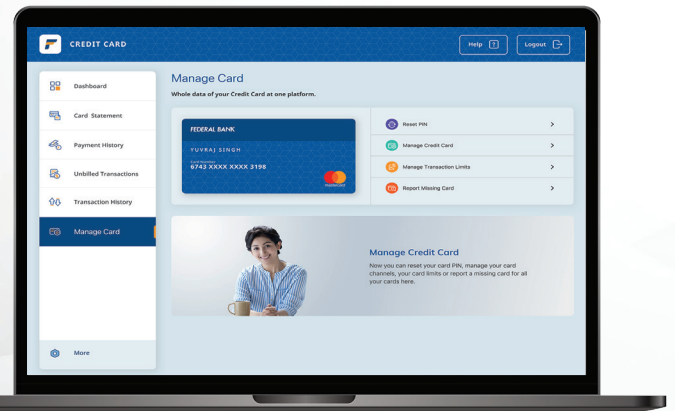 CREDIT CARD
Help ?
Logout
Dashboard
Card Statement
Payment History
Unbilled Transactions
Transaction History
Manage Card
More
Manage Card
Whole data of your Credit Card at one platform.
FEDERAL BANK
YUVRAJ SINGH
Card Number
6743 XXXX XXXX 3198
mastercard
Reset PIN
Manage Credit Card
Manage Transaction Limits
Report Missing Card
Manage Credit Card
Now you can reset your card PIN, manage your card
channels, your card limits or report a missing card for all
your cards here.